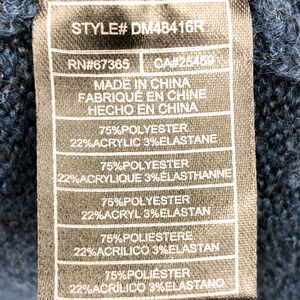 STYLE# DM48416R
RN#67365 CA#25459
MADE IN CHINA
FABRIQUÉ EN CHINE
HECHO EN CHINA
75%POLYESTER
22%ACRYLIC 3%ELASTANE
75%POLYESTER
22%ACRYLIQUE 3%ELASTHANNE
75%POLYESTER
22%ACRYL 3%ELASTAN
75%POLIESTERE
22%ACRILICO 3%ELASTAN
75%POLIÉSTER
22%ACRÍLICO 3%ELASTANO